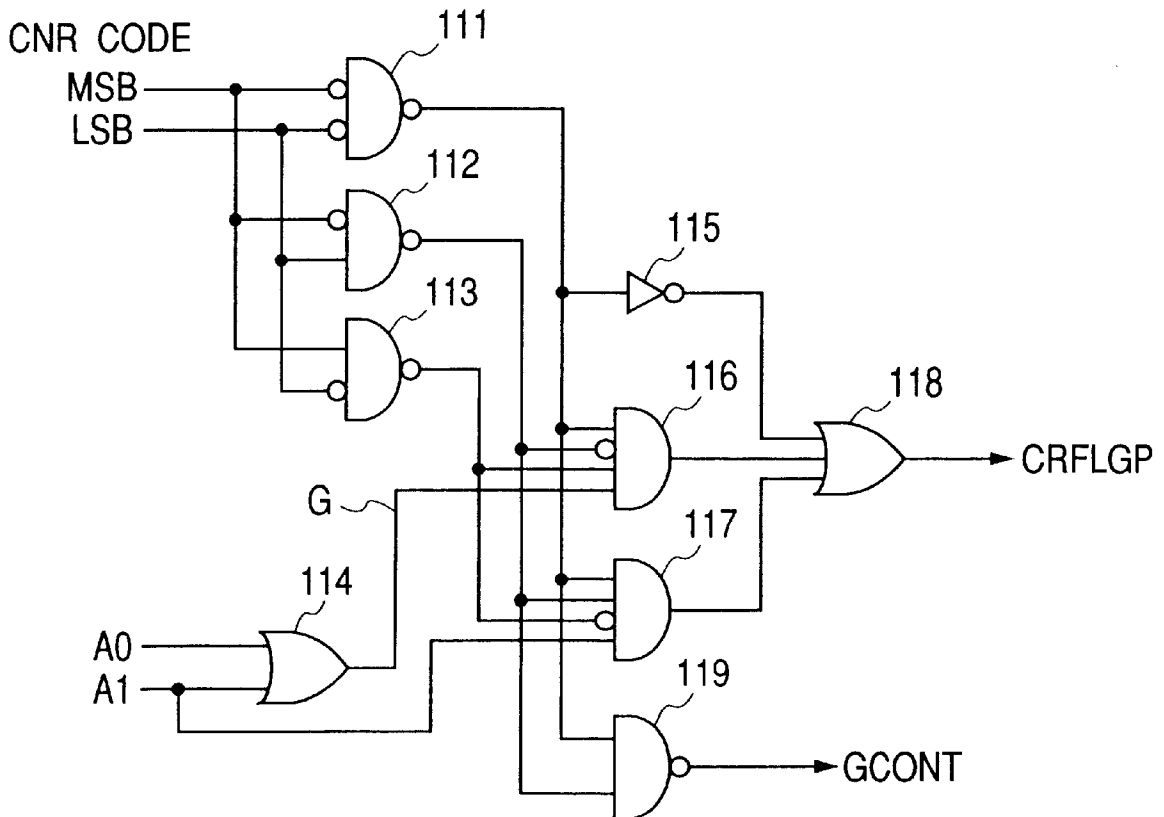 CNR CODE
MSB
LSB
111
112
113
115
116
118
CRFLGP
G
117
114
A0
A1
119
GCONT